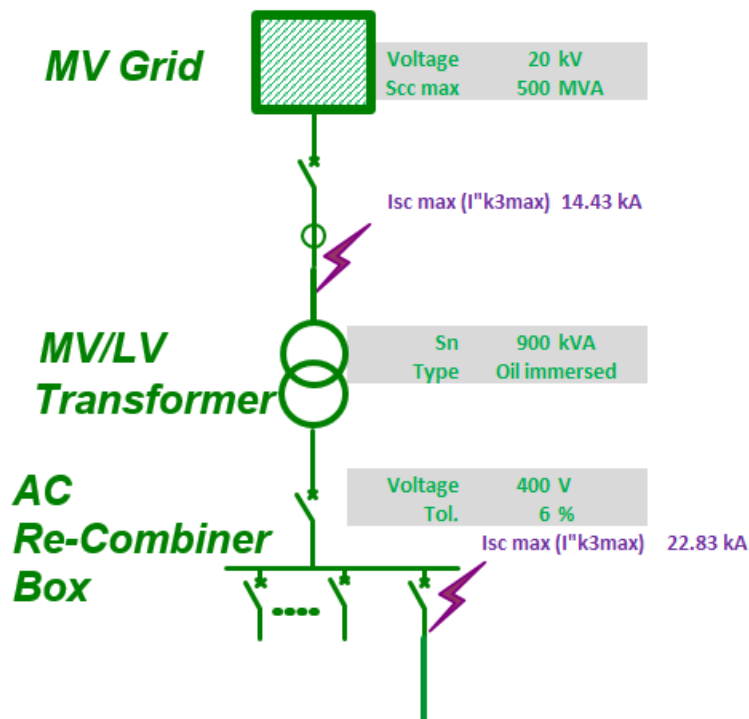 MV Grid
Voltage 20 kV
Scc max 500 MVA
Isc max (I"k3max) 14.43 kA
MV/LV
Transformer
Sn 900 kVA
Type Oil immersed
AC
Re-Combiner
Box
Voltage 400 V
Tol. 6 %
Isc max (I"k3max) 22.83 kA